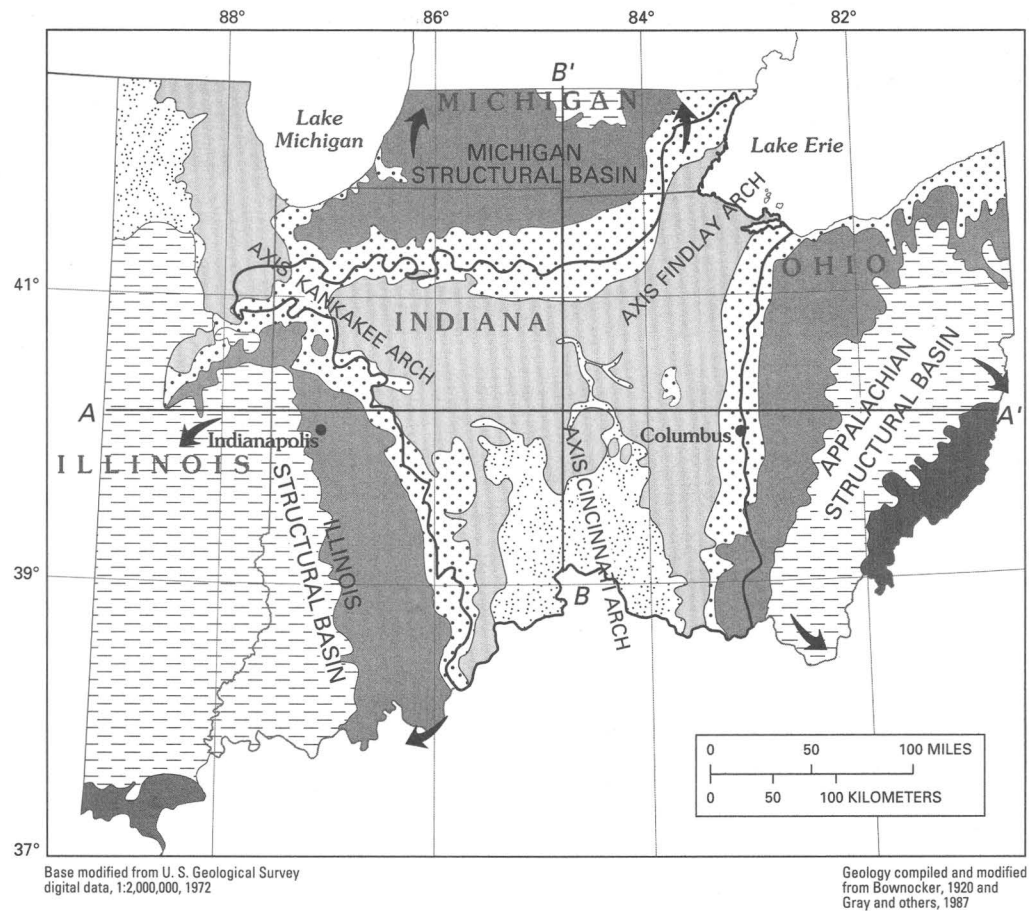 88°
86°
84°
82°
B'
MICHIGAN
Lake
Michigan
MICHIGAN
STRUCTURAL BASIN
Lake Erie
AXIS FINDLAY ARCH
OHIO
41°
AXIS KANKAKEE ARCH
INDIANA
APPALACHIAN
STRUCTURAL BASIN
A
A'
Indianapolis
Columbus
ILLINOIS
ILLINOIS
STRUCTURAL BASIN
AXIS CINCINNATI ARCH
39°
B
0 50 100 MILES
0 50 100 KILOMETERS
37°
Base modified from U. S. Geological Survey
digital data, 1:2,000,000, 1972
Geology compiled and modified
from Bownocker, 1920 and
Gray and others, 1987